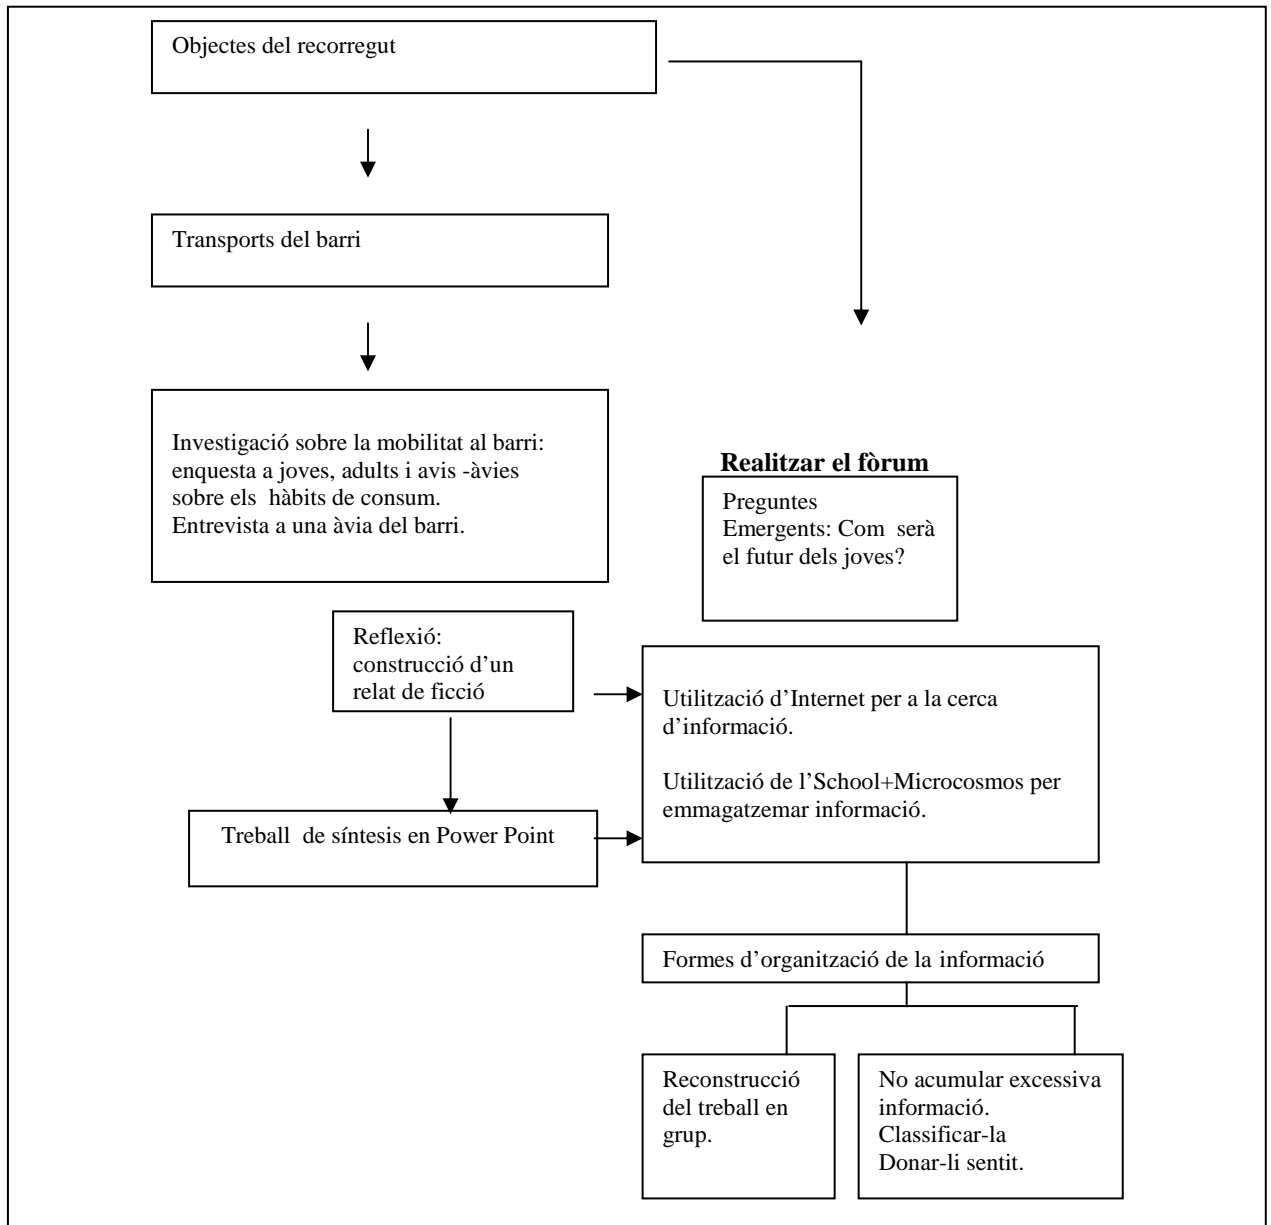 Objectes del recorregut
Transports del barri
Investigació sobre la mobilitat al barri:
enquesta a joves, adults i avis -àvies
sobre els hàbits de consum.
Entrevista a una àvia del barri.
Realitzar el fòrum
Preguntes
Emergents: Com serà
el futur dels joves?
Reflexió:
construcció d’un
relat de ficció
Utilització d’Internet per a la cerca
d’informació.
Utilització de l’School+Microcosmos per
emmagatzemar informació.
Treball de síntesis en Power Point
Formes d’organització de la informació
Reconstrucció
del treball en
grup.
No acumular excessiva
informació.
Classificar-la
Donar-li sentit.